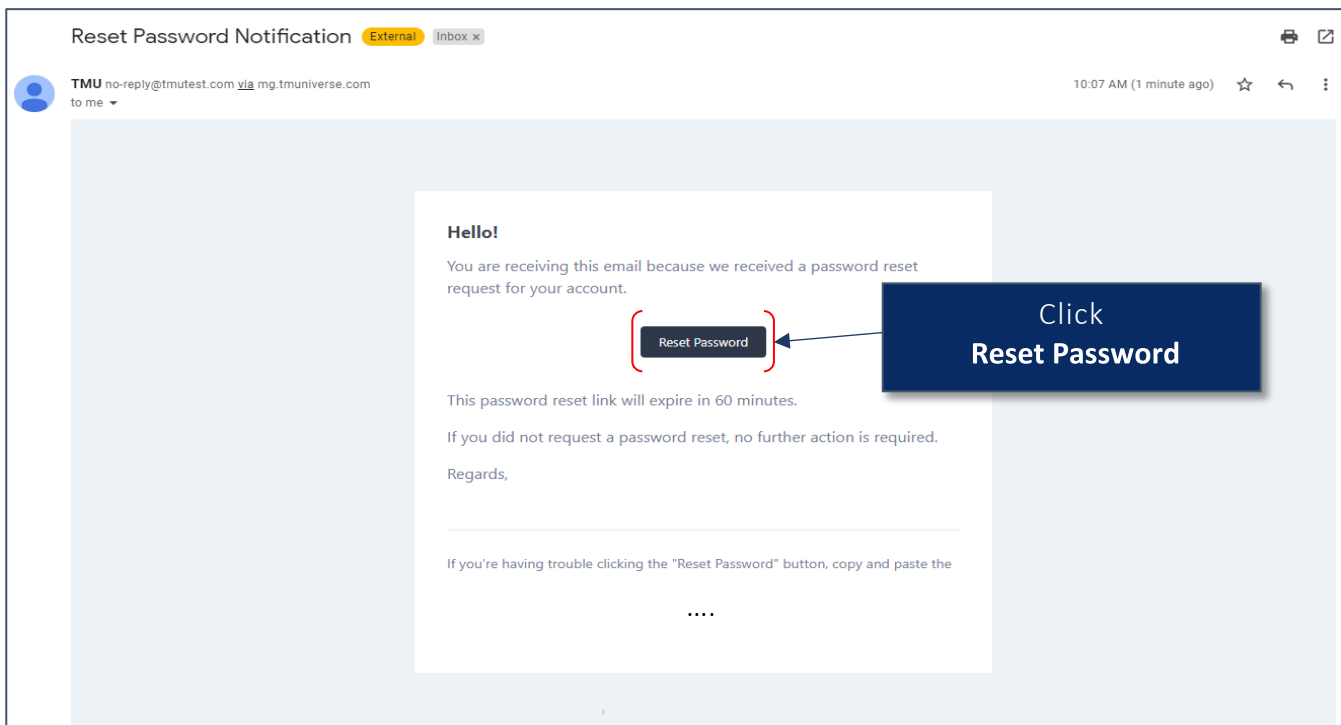 Reset Password Notification External Inbox x
TMU no-reply@tmutest.com via mg.tmuniverse.com 10:07 AM (1 minute ago)
to me
Hello!
You are receiving this email because we received a password reset
request for your account.
Reset Password
Click
Reset Password
This password reset link will expire in 60 minutes.
If you did not request a password reset, no further action is required.
Regards,
If you're having trouble clicking the "Reset Password" button, copy and paste the
....